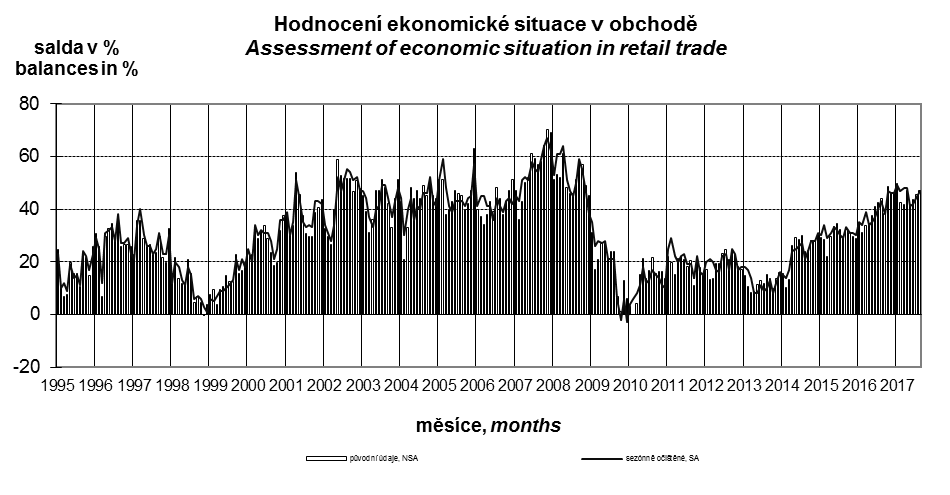 Hodnocení ekonomické situace v obchodě
Assessment of economic situation in retail trade
salda v %
balances in %
80
60
40
20
0
-20
1995 1996 1997 1998 1999 2000 2001 2002 2003 2004 2005 2006 2007 2008 2009 2010 2011 2012 2013 2014 2015 2016 2017
měsíce, months
původní údaje, NSA
sezónně očištěné, SA